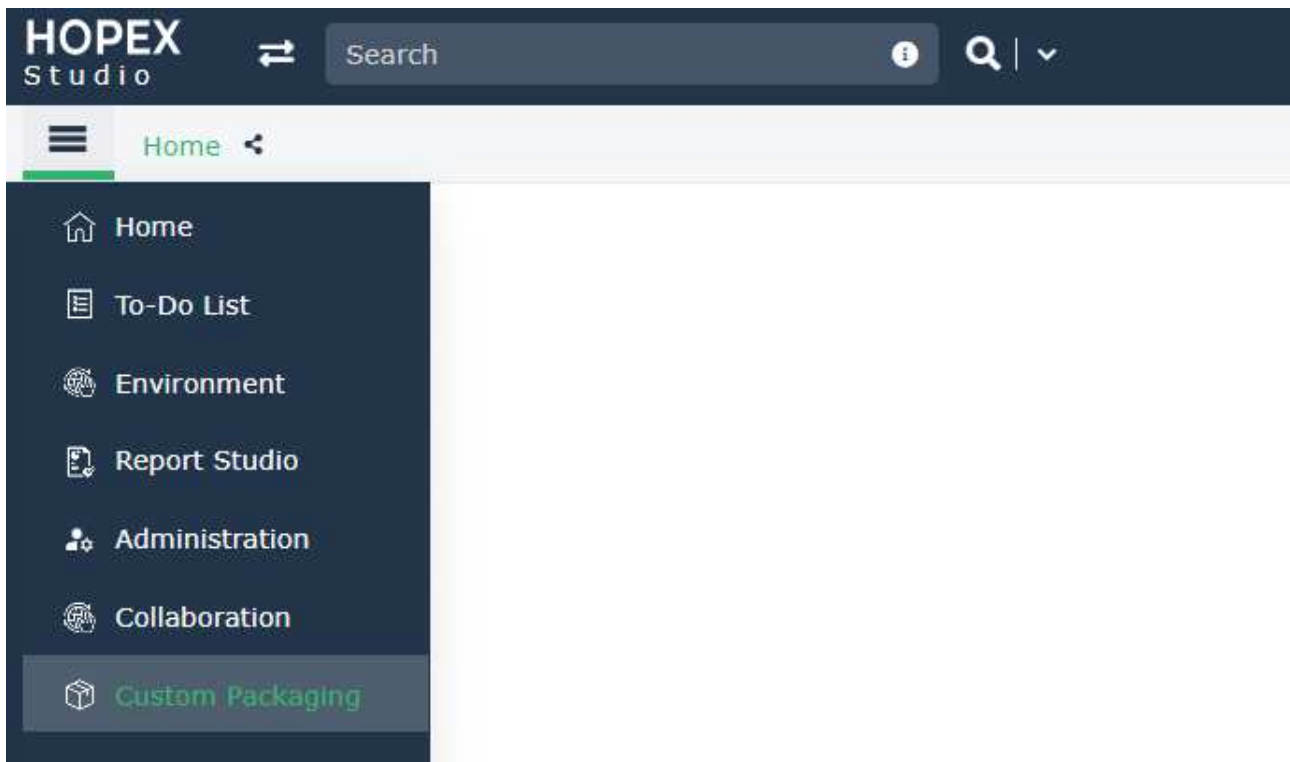 HOPEX
Studio
Search
Home
Home
To-Do List
Environment
Report Studio
Administration
Collaboration
Custom Packaging